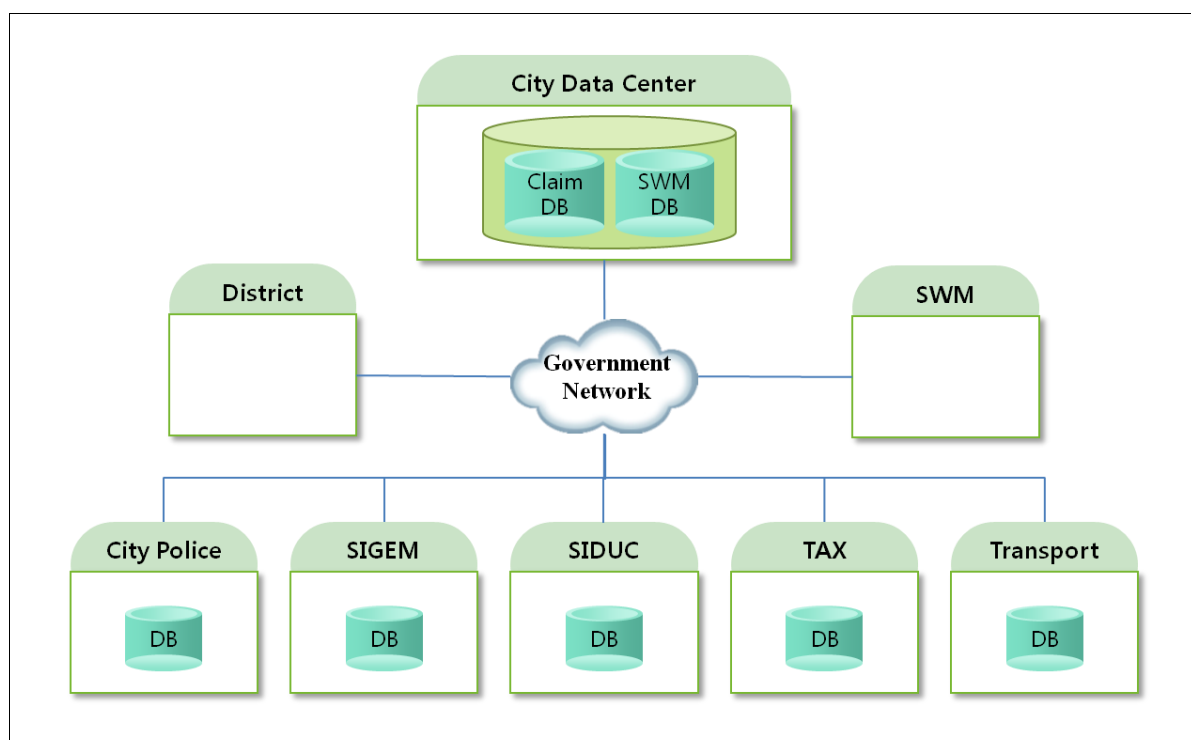 City Data Center
Claim
DB
SWM
DB
District
SWM
Government
Network
City Police
SIGEM
SIDUC
TAX
Transport
DB
DB
DB
DB
DB